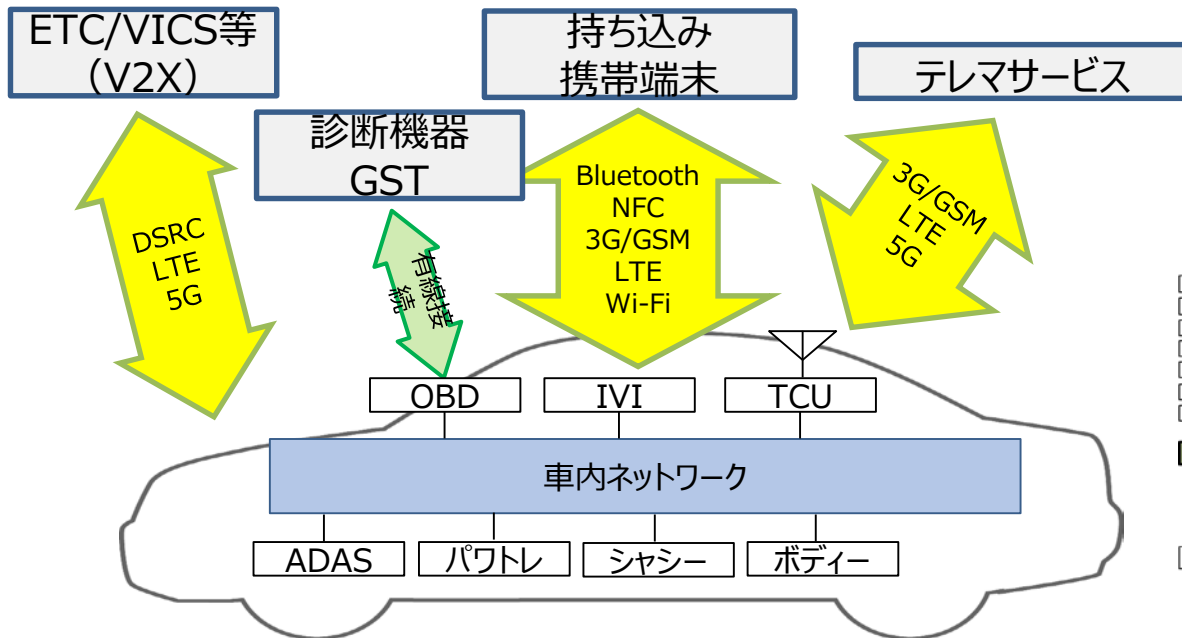 ETC/VICS等
（V2X）
持ち込み
携帯端末
テレマサービス
診断機器
GST
DSRC
LTE
5G
有線接
続
Bluetooth
NFC
3G/GSM
LTE
Wi-Fi
3G/GSM
LTE
5G
OBD
IVI
TCU
車内ネットワーク
ADAS
パワトレ
シャシー
ボディー